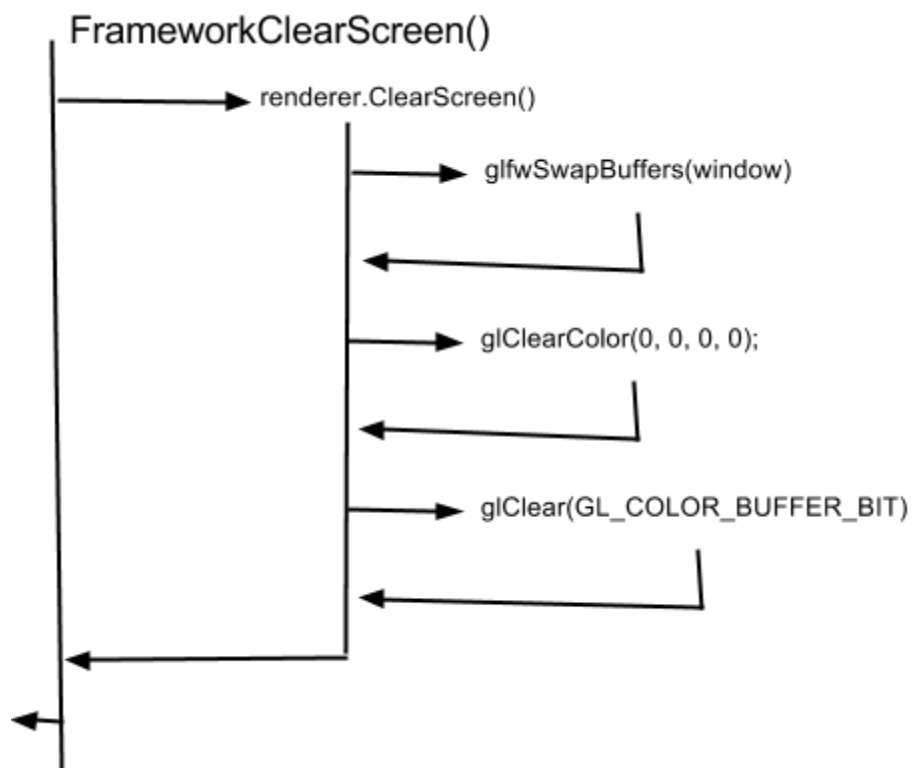 FrameworkClearScreen()
renderer.ClearScreen()
glfwSwapBuffers(window)
glClearColor(0, 0, 0, 0);
glClear(GL_COLOR_BUFFER_BIT)